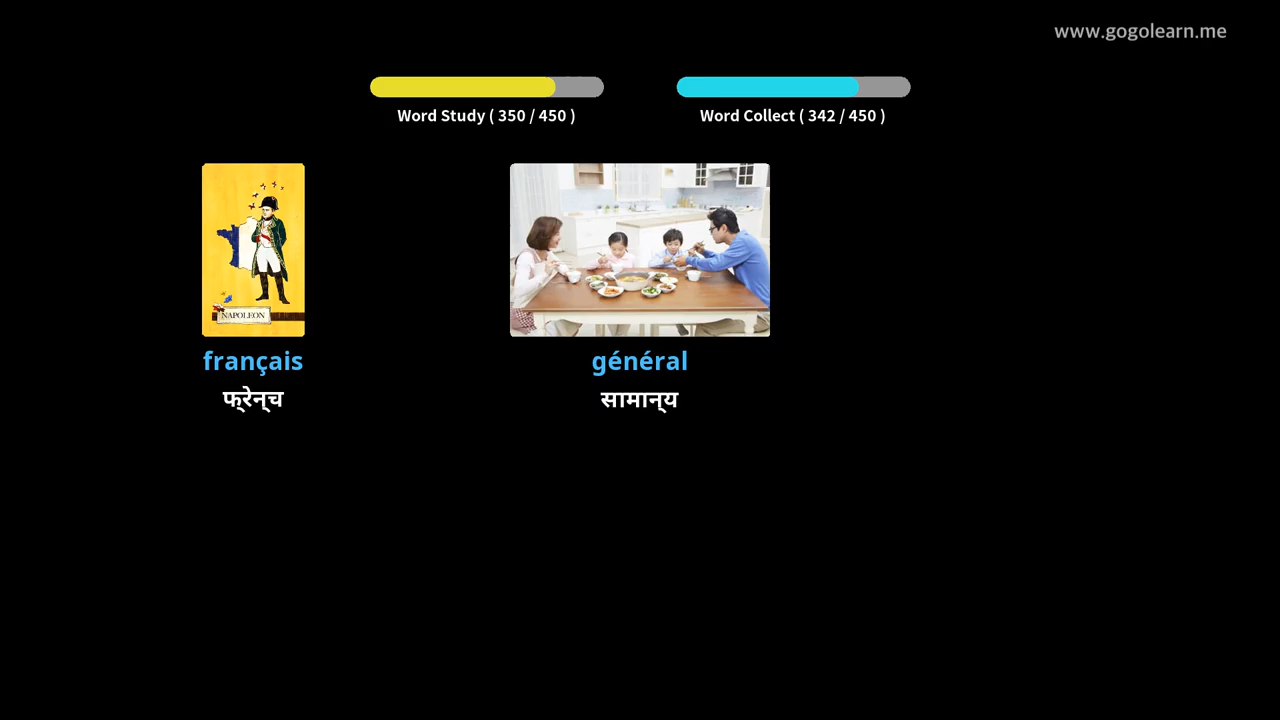 www.gogolearn.me
Word Study ( 350 / 450 )
Word Collect ( 342 / 450 )
NAPOLEON
français
général
फ्रेन्च
सामान्य